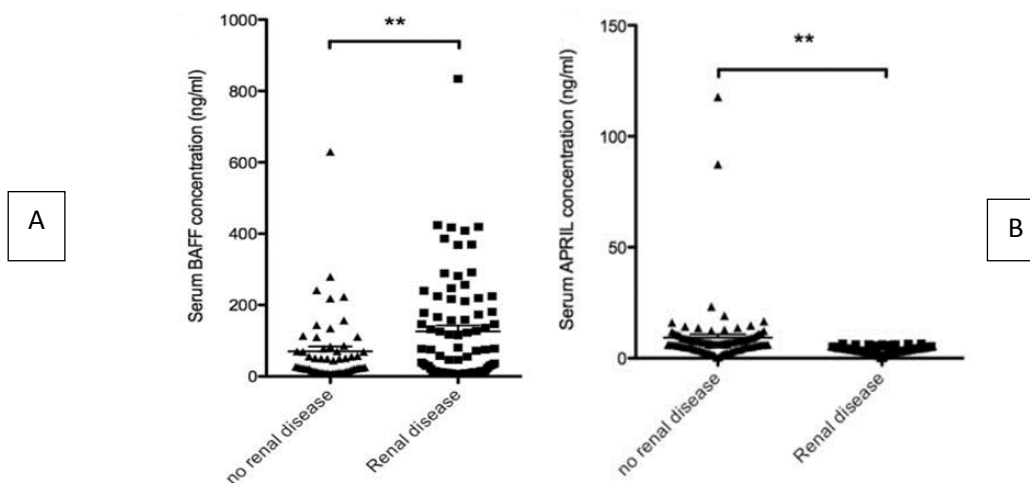 A
Serum BAFF concentration (ng/ml)
1000
800
600
400
200
0
**
no renal disease
Renal disease
Serum APRIL concentration (ng/ml)
150
100
50
0
**
no renal disease
Renal disease
B